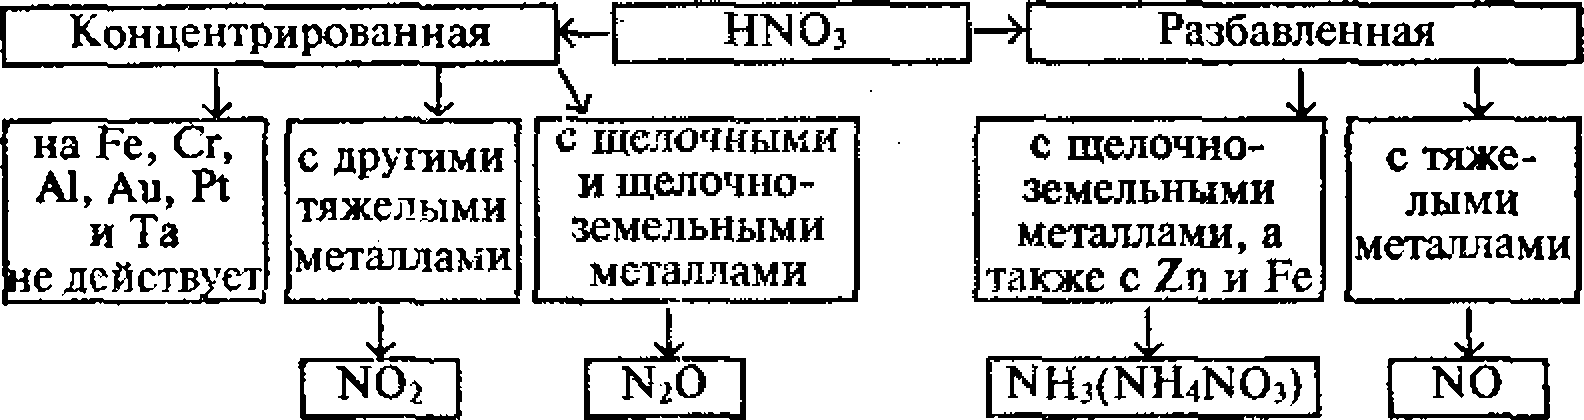 Концентрированная
HNO₃
Разбавленная
на Fe, Cr,
Al, Au, Pt
и Ta
не действует
с другими
тяжелыми
металлами
с щелочными
и щелочно-
земельными
металлами
с щелочно-
земельными
металлами, а
также с Zn и Fe
с тяже-
лыми
металлами
NO₂
N₂O
NH₃(NH₄NO₃)
NO